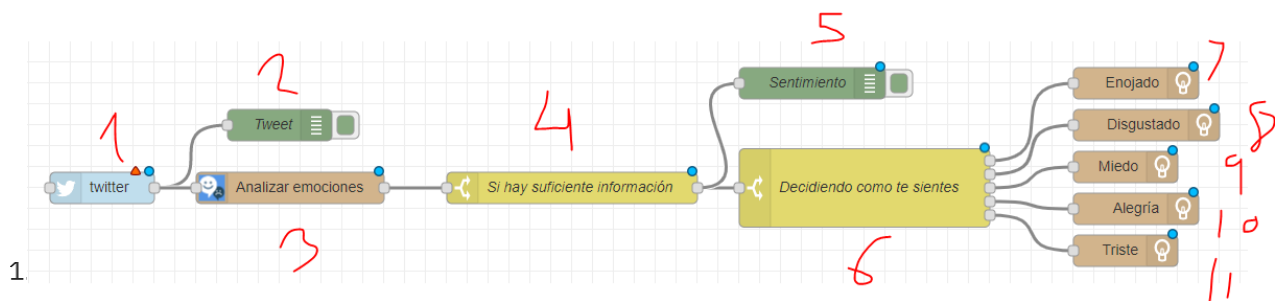 5
2
7
Sentimiento
Enojado
4
1
Tweet
Disgustado
8
Miedo
9
twitter
Analizar emociones
Si hay suficiente información
Decidiendo como te sientes
Alegría
10
3
6
Triste
11
1